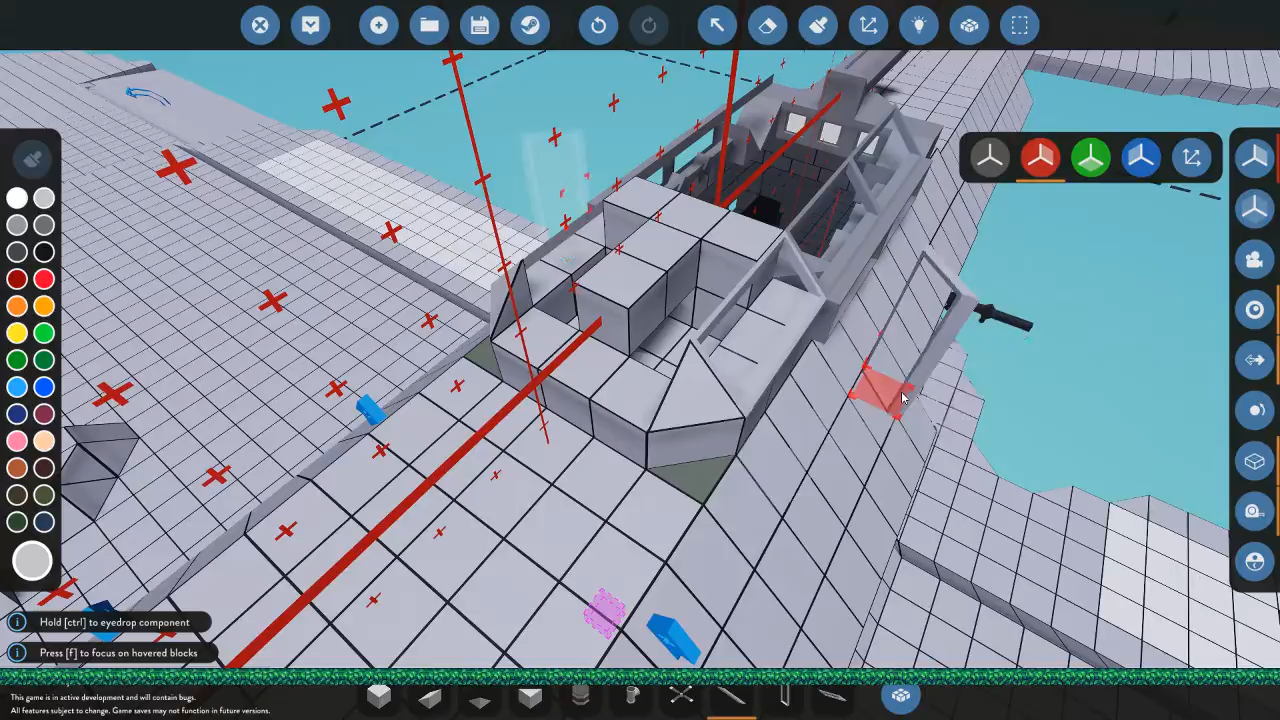 Hold [ctrl] to eyedrop component
Press [f] to focus on hovered blocks
This game is in active development and will contain bugs.
All features subject to change. Game saves may not function in future versions.